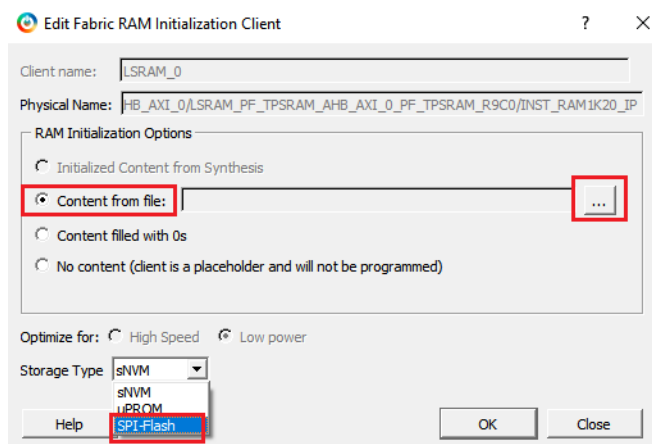 Edit Fabric RAM Initialization Client ? ×
Client name: LSRAM_0
Physical Name: HB_AXI_0/LSRAM_PF_TPSRAM_AHB_AXI_0_PF_TPSRAM_R9C0/INST_RAM1K20_IP
RAM Initialization Options
Initialized Content from Synthesis
Content from file: ...
Content filled with 0s
No content (client is a placeholder and will not be programmed)
Optimize for: High Speed Low power
Storage Type sNVM
sNVM
uPROM
SPI-Flash
Help OK Close